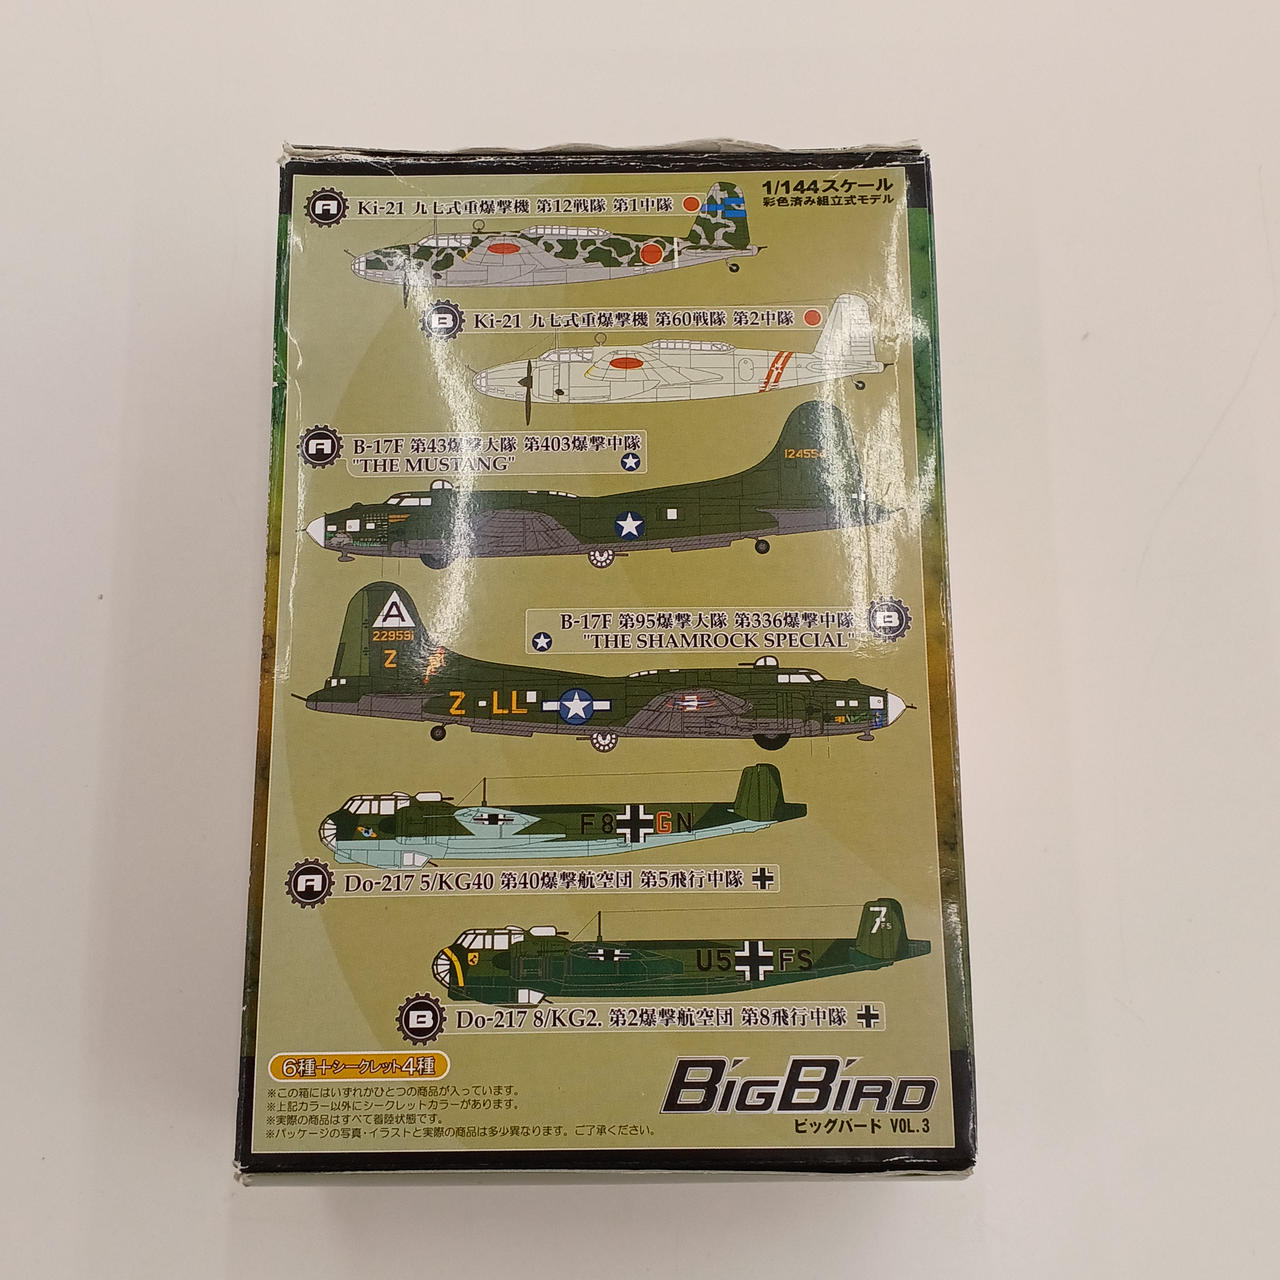 1/144スケール
彩色済み組立式モデル
A Ki-21 九七式重爆撃機 第12戦隊 第1中隊
B Ki-21 九七式重爆撃機 第60戦隊 第2中隊
A B-17F 第43爆撃大隊 第403爆撃中隊
"THE MUSTANG"
12455
A
229591
Z
B-17F 第95爆撃大隊 第336爆撃中隊 B
"THE SHAMROCK SPECIAL"
Z LL
F8 GN
A Do-217 5/KG40 第40爆撃航空団 第5飛行中隊
7
FS
U5 FS
B Do-217 8/KG2. 第2爆撃航空団 第8飛行中隊
6種+シークレット4種
※この箱にはいずれかひとつの商品が入っています。
※上記カラー以外にシークレットカラーがあります。
※実際の商品はすべて着陸状態です。
※パッケージの写真・イラストと実際の商品は多少異なります。ご了承ください。
BIGBIRD
ビッグバード VOL.3